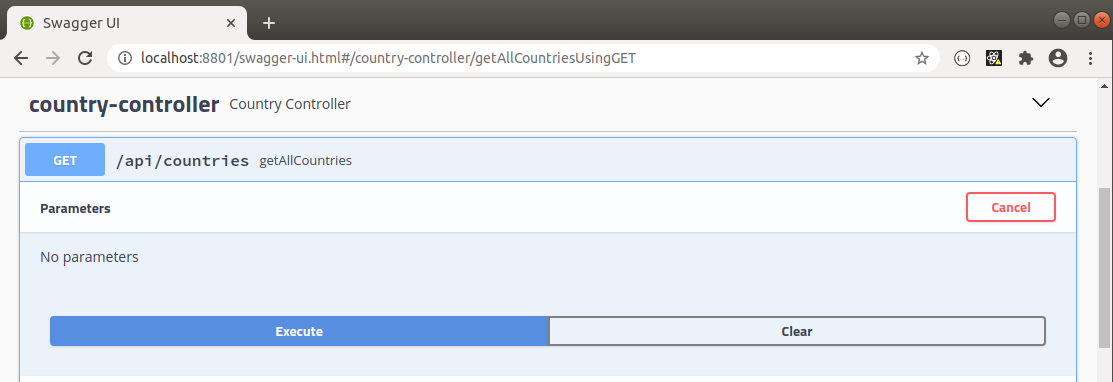 Swagger UI
localhost:8801/swagger-ui.html#/country-controller/getAllCountriesUsingGET
country-controller Country Controller
GET /api/countries getAllCountries
Parameters Cancel
No parameters
Execute Clear